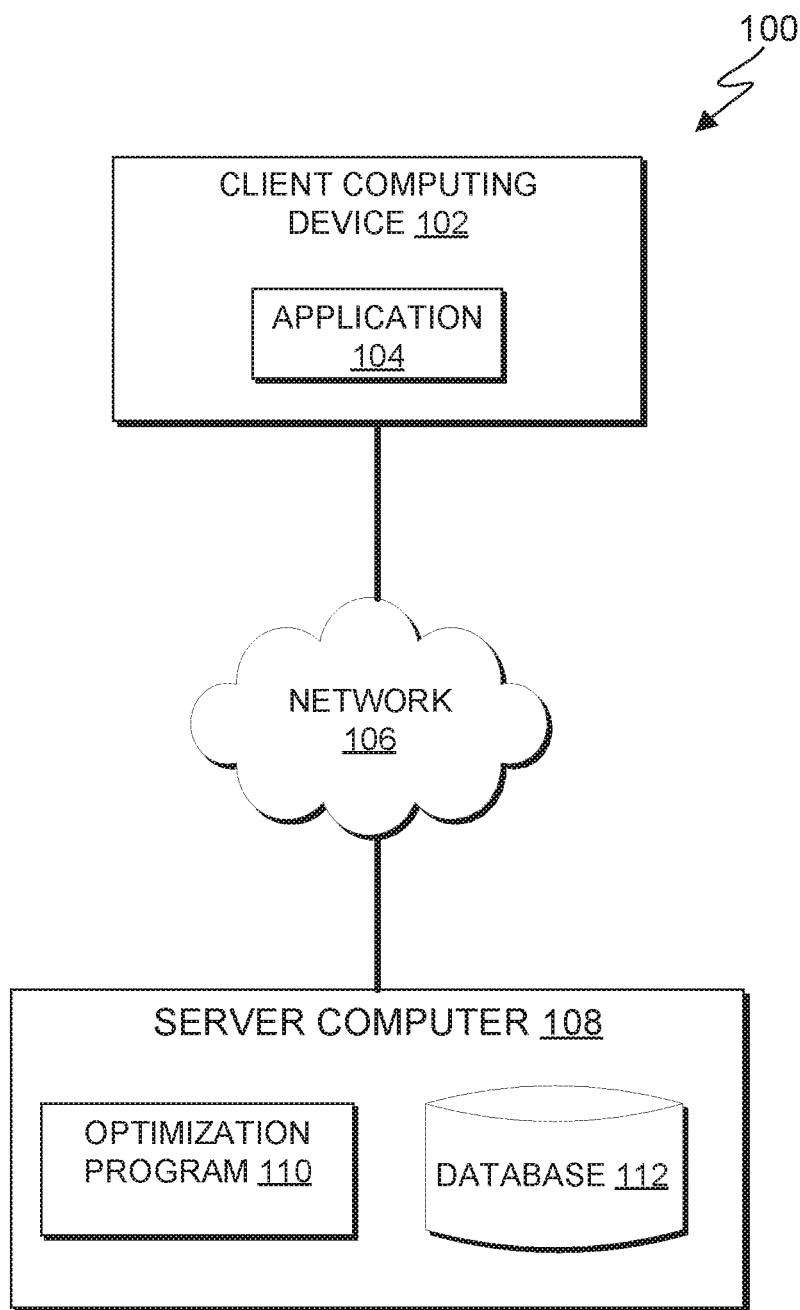 100
CLIENT COMPUTING
DEVICE 102
APPLICATION
104
NETWORK
106
SERVER COMPUTER 108
OPTIMIZATION
PROGRAM 110
DATABASE 112